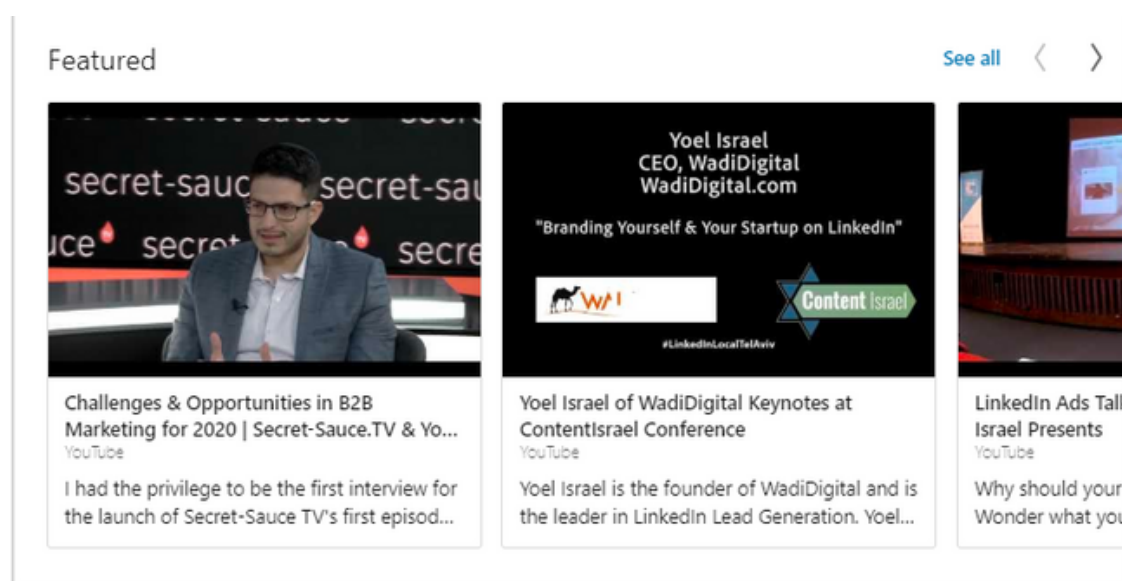 Featured
See all
secret-sauc secret-sau
uce secret secre
Challenges & Opportunities in B2B
Marketing for 2020 | Secret-Sauce.TV & Yo...
YouTube
I had the privilege to be the first interview for
the launch of Secret-Sauce TV's first episod...
Yoel Israel
CEO, WadiDigital
WadiDigital.com
"Branding Yourself & Your Startup on LinkedIn"
Content Israel
#LinkedInLocalTelAviv
Yoel Israel of WadiDigital Keynotes at
ContentIsrael Conference
YouTube
Yoel Israel is the founder of WadiDigital and is
the leader in LinkedIn Lead Generation. Yoel...
LinkedIn Ads Tal
Israel Presents
YouTube
Why should your
Wonder what you